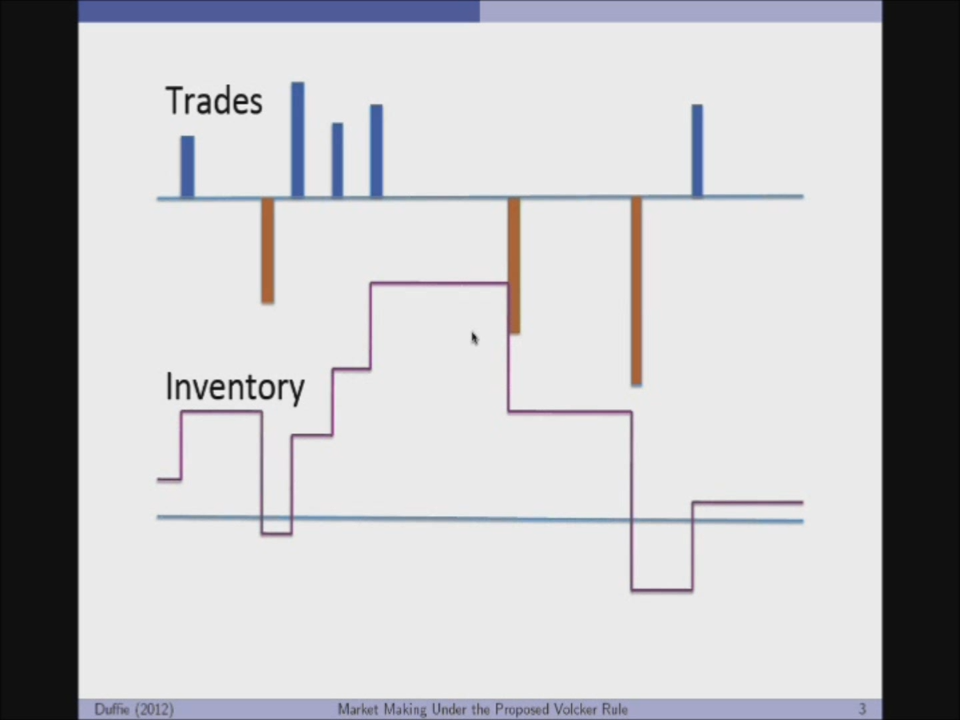 Trades
Inventory
Duffie (2012)
Market Making Under the Proposed Volcker Rule
3